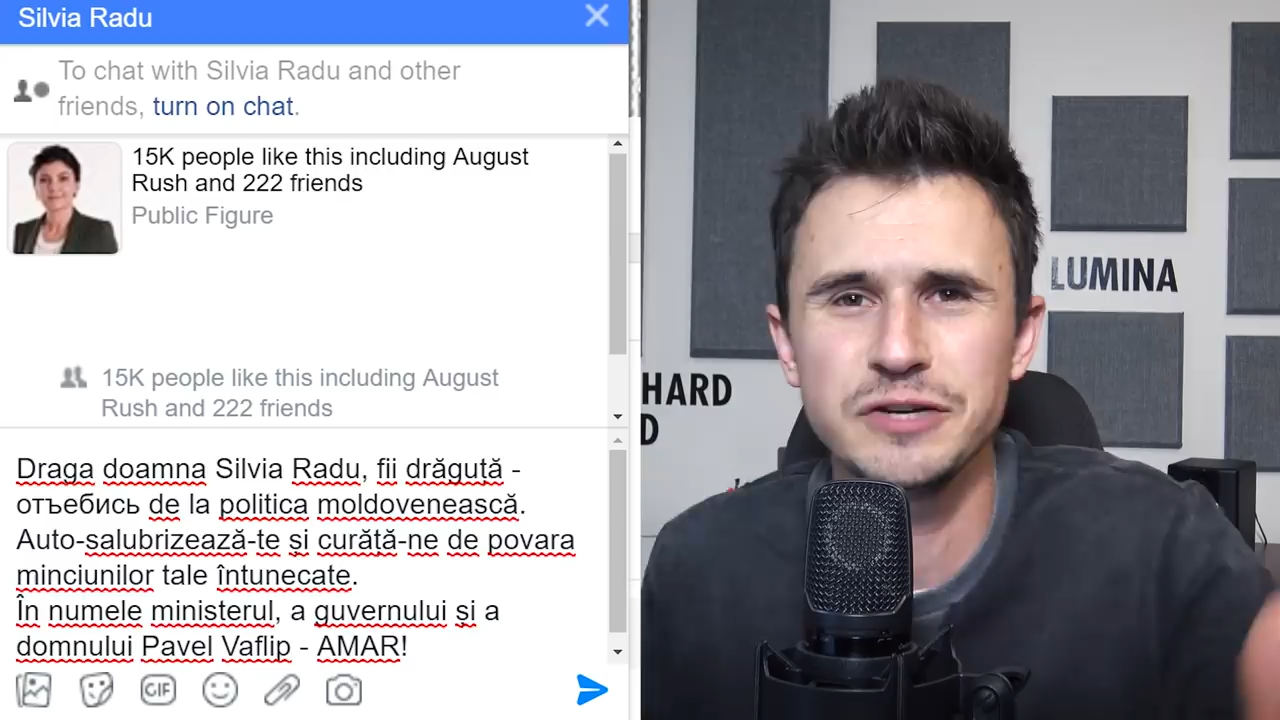 Silvia Radu
To chat with Silvia Radu and other
friends, turn on chat.
15K people like this including August
Rush and 222 friends
Public Figure
15K people like this including August
Rush and 222 friends
Draga doamna Silvia Radu, fii drăguță -
отъебись de la politica moldovenească.
Auto-salubrizează-te și curăță-ne de povara
minciunilor tale întunecate.
În numele ministerul, a guvernului și a
domnului Pavel Vaflip - AMAR!
GIF
LUMINA
HARD
D